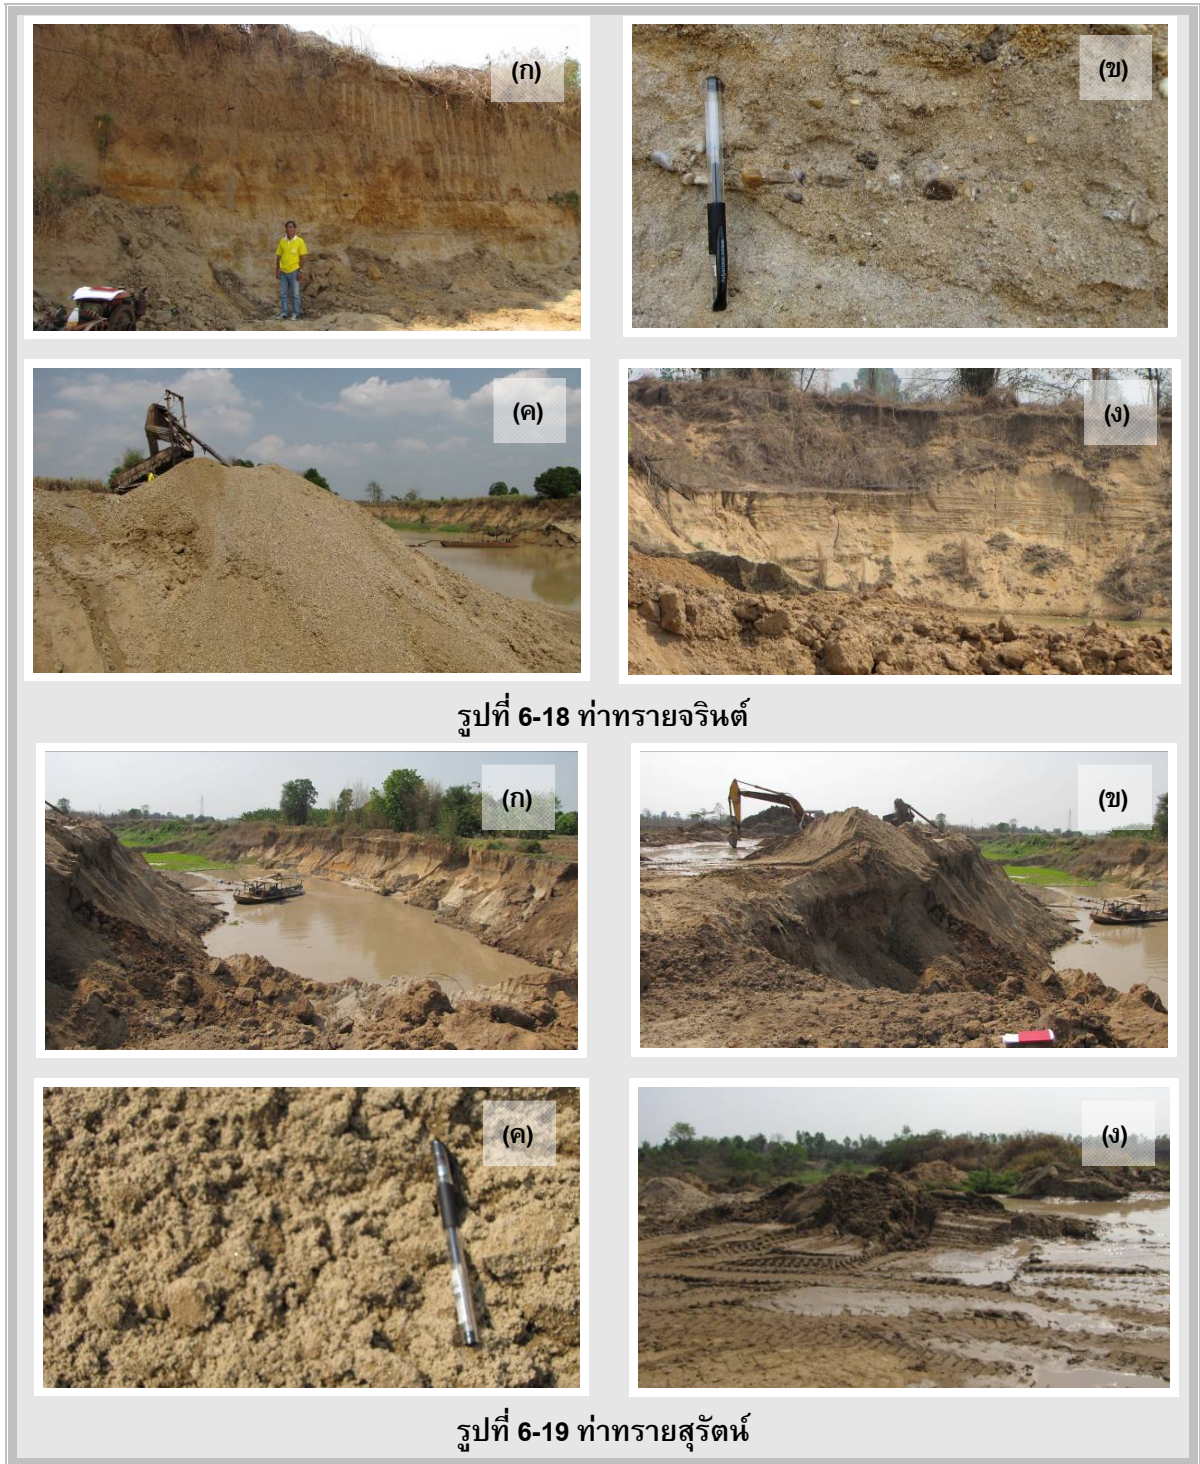 (ก)
(ข)
(ค)
(ง)
รูปที่ 6-18 ท่าทรายจรินต์
(ก)
(ข)
(ค)
(ง)
รูปที่ 6-19 ท่าทรายสุรัตน์